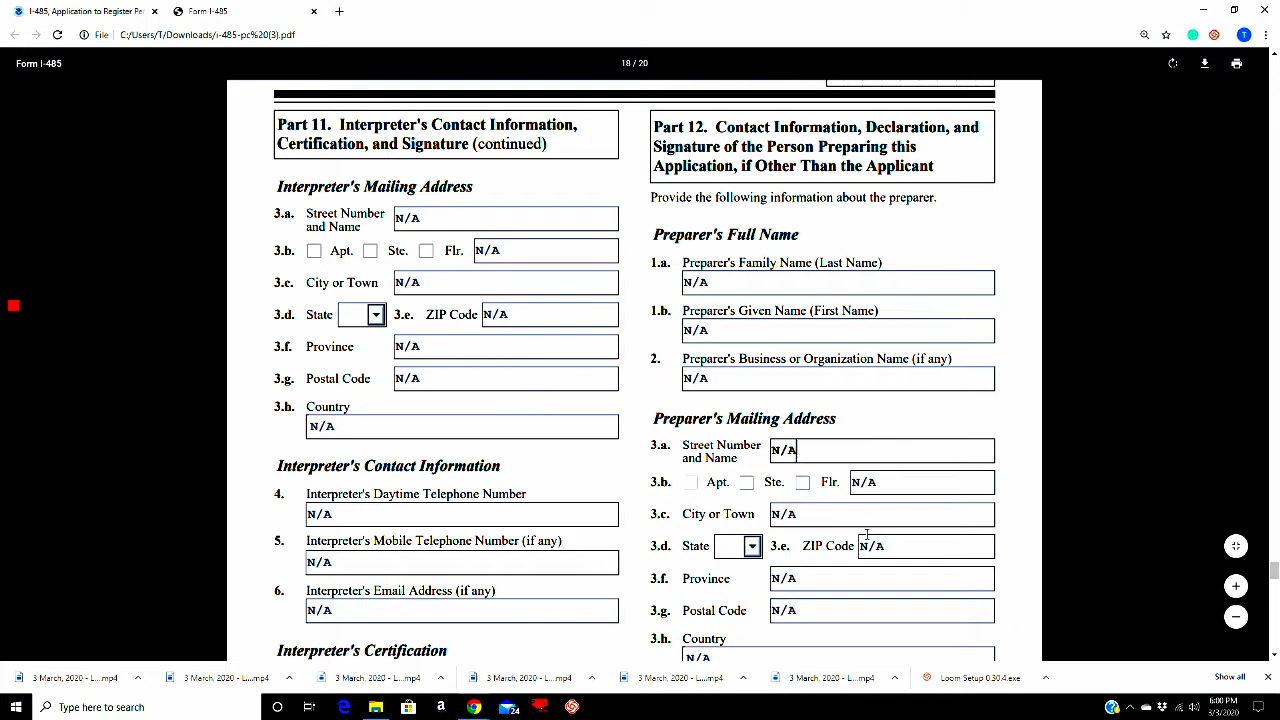 I-485, Application to Register Per
Form I-485
File
C:/Users/T/Downloads/i-485-pc%20(3).pdf
T
Form I-485
18 / 20
Part 11. Interpreter's Contact Information,
Certification, and Signature (continued)
Interpreter's Mailing Address
3.a. Street Number
and Name
N/A
3.b. Apt. Ste. Flr. N/A
3.c. City or Town N/A
3.d. State 3.e. ZIP Code N/A
3.f. Province N/A
3.g. Postal Code N/A
3.h. Country
N/A
Interpreter's Contact Information
4. Interpreter's Daytime Telephone Number
N/A
5. Interpreter's Mobile Telephone Number (if any)
N/A
6. Interpreter's Email Address (if any)
N/A
Interpreter's Certification
Part 12. Contact Information, Declaration, and
Signature of the Person Preparing this
Application, if Other Than the Applicant
Provide the following information about the preparer.
Preparer's Full Name
1.a. Preparer's Family Name (Last Name)
N/A
1.b. Preparer's Given Name (First Name)
N/A
2. Preparer's Business or Organization Name (if any)
N/A
Preparer's Mailing Address
3.a. Street Number
and Name
N/A
3.b. Apt. Ste. Flr. N/A
3.c. City or Town N/A
3.d. State 3.e. ZIP Code N/A
3.f. Province N/A
3.g. Postal Code N/A
3.h. Country
N/A
3 March, 2020 - L....mp4
3 March, 2020 - L....mp4
3 March, 2020 - L....mp4
3 March, 2020 - L....mp4
3 March, 2020 - L....mp4
3 March, 2020 - L....mp4
Loom Setup 0.30.4.exe
Show all
Type here to search
a
24
6:00 PM
3/3/2020